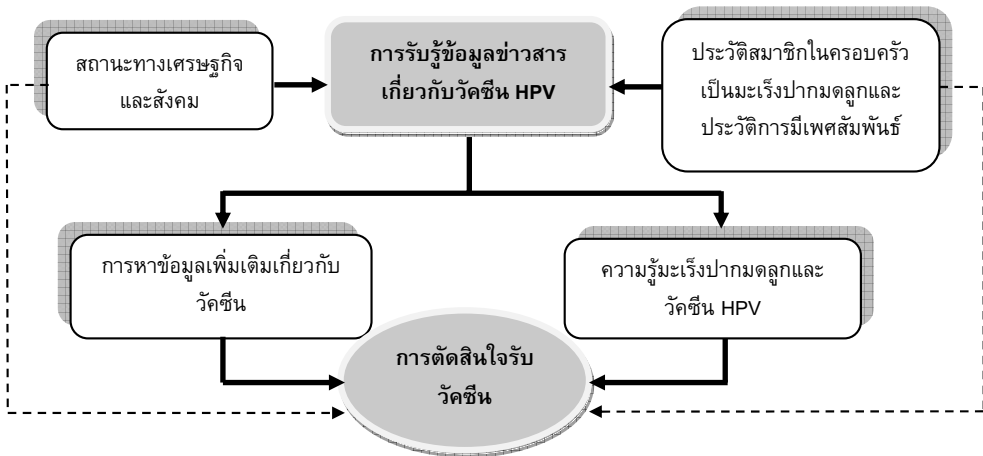 สถานะทางเศรษฐกิจ
และสังคม
การรับรู้ข้อมูลข่าวสาร
เกี่ยวกับวัคซีน HPV
ประวัติสมาชิกในครอบครัว
เป็นมะเร็งปากมดลูกและ
ประวัติการมีเพศสัมพันธ์
การหาข้อมูลเพิ่มเติมเกี่ยวกับ
วัคซีน
ความรู้มะเร็งปากมดลูกและ
วัคซีน HPV
การตัดสินใจรับ
วัคซีน